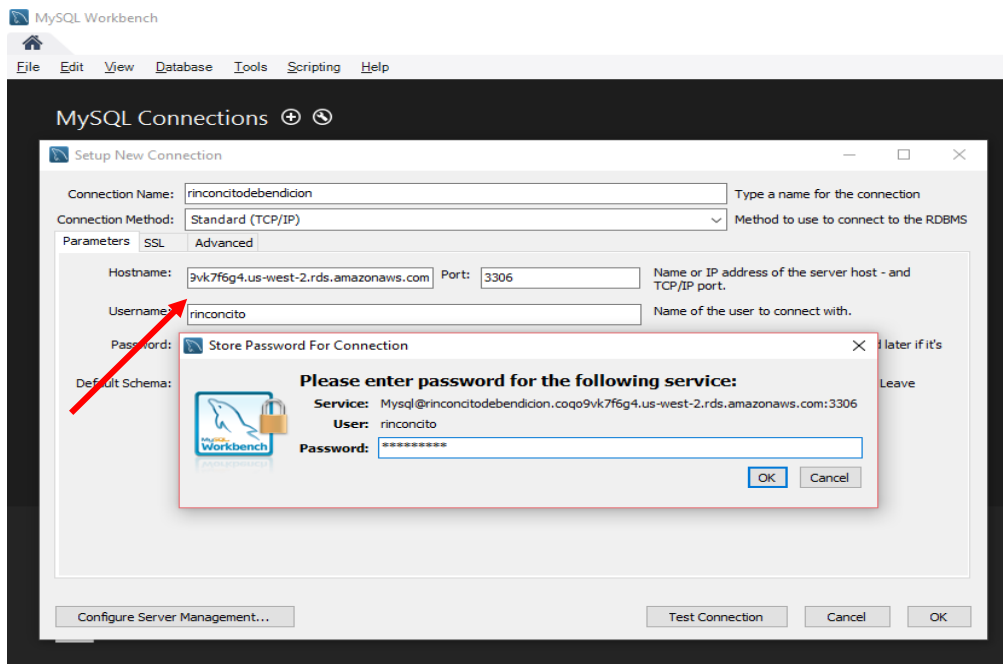 MySQL Workbench
File Edit View Database Tools Scripting Help
MySQL Connections
Setup New Connection
Connection Name: rinconcitodebendicion Type a name for the connection
Connection Method: Standard (TCP/IP) Method to use to connect to the RDBMS
Parameters SSL Advanced
Hostname: 9vk7f6g4.us-west-2.rds.amazonaws.com Port: 3306 Name or IP address of the server host - and
TCP/IP port.
Username: rinconcito Name of the user to connect with.
Password: Store Password For Connection later if it's
Default Schema: Please enter password for the following service: Leave
Service: Mysql@rinconcitodebendicion.coqo9vk7f6g4.us-west-2.rds.amazonaws.com:3306
User: rinconcito
MySQL
Workbench
Password: *********
OK Cancel
Configure Server Management... Test Connection Cancel OK